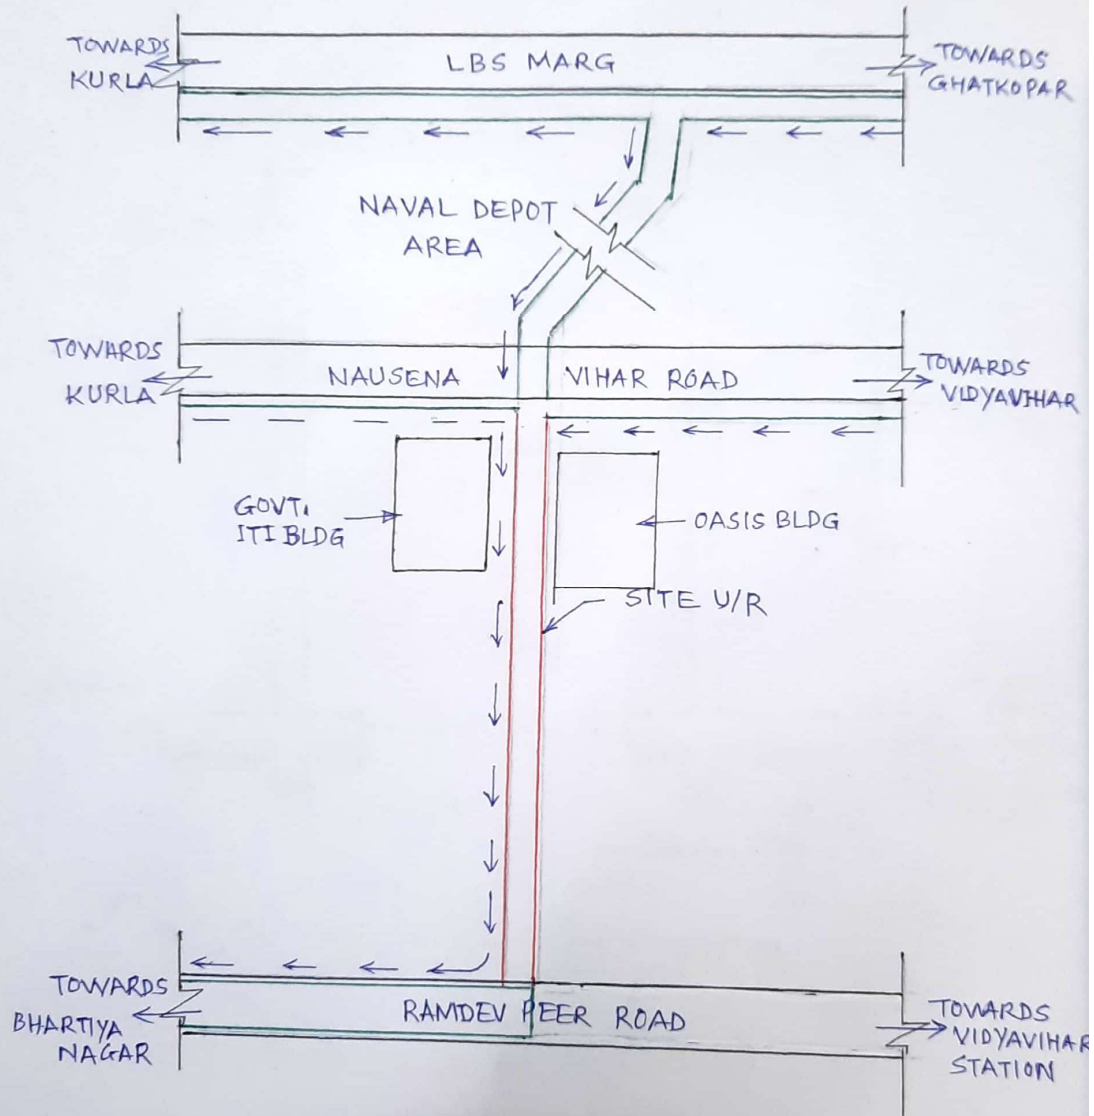 TOWARDS
KURLA
LBS MARG
TOWARDS
GHATKOPAR
NAVAL DEPOT
AREA
TOWARDS
KURLA
NAUSENA VIHAR ROAD
TOWARDS
VIDYAVIHAR
GOVT.
ITI BLDG
OASIS BLDG
SITE U/R
TOWARDS
BHARTIYA
NAGAR
RAMDEV PEER ROAD
TOWARDS
VIDYAVIHAR
STATION